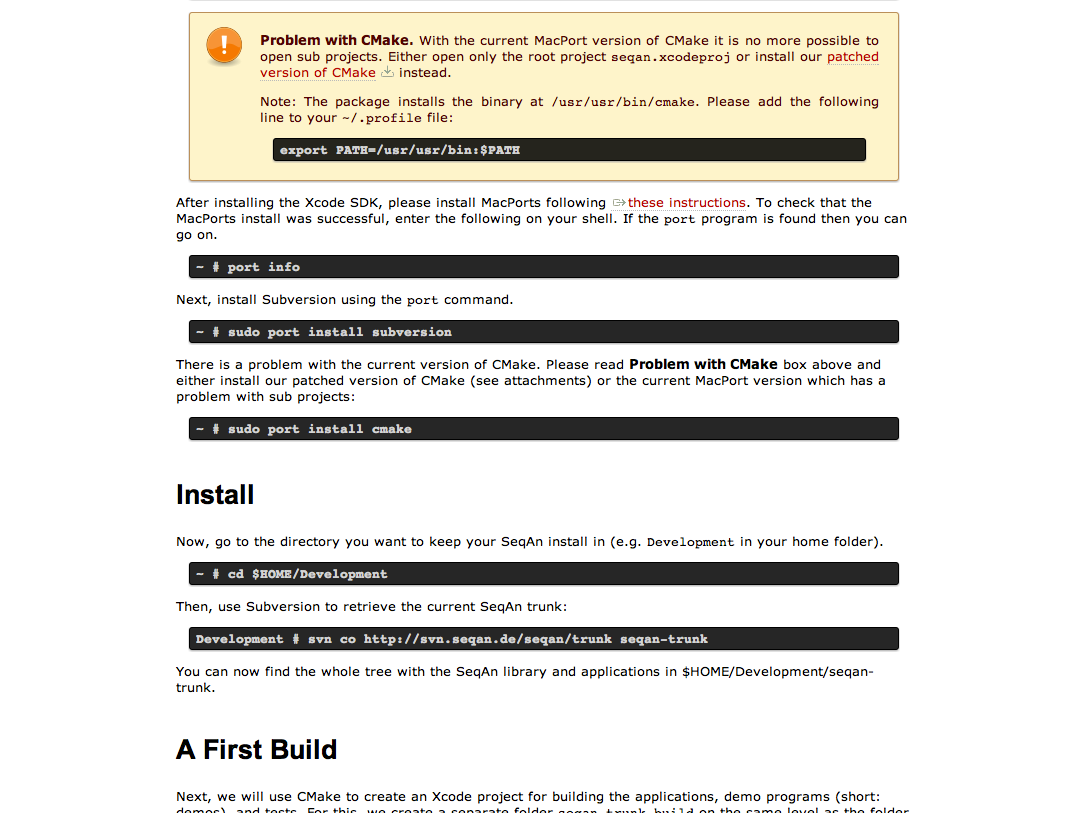 Problem with CMake. With the current MacPort version of CMake it is no more possible to
open sub projects. Either open only the root project seqan.xcodeproj or install our patched
version of CMake instead.
Note: The package installs the binary at /usr/usr/bin/cmake. Please add the following
line to your ~/.profile file:
export PATH=/usr/usr/bin:$PATH
After installing the Xcode SDK, please install MacPorts following these instructions. To check that the
MacPorts install was successful, enter the following on your shell. If the port program is found then you can
go on.
~ # port info
Next, install Subversion using the port command.
~ # sudo port install subversion
There is a problem with the current version of CMake. Please read Problem with CMake box above and
either install our patched version of CMake (see attachments) or the current MacPort version which has a
problem with sub projects:
~ # sudo port install cmake
Install
Now, go to the directory you want to keep your SeqAn install in (e.g. Development in your home folder).
~ # cd $HOME/Development
Then, use Subversion to retrieve the current SeqAn trunk:
Development # svn co http://svn.seqan.de/seqan/trunk seqan-trunk
You can now find the whole tree with the SeqAn library and applications in $HOME/Development/seqan-
trunk.
A First Build
Next, we will use CMake to create an Xcode project for building the applications, demo programs (short:
demos), and tests. For this, we create a separate folder seqan-trunk-build on the same level as the folder